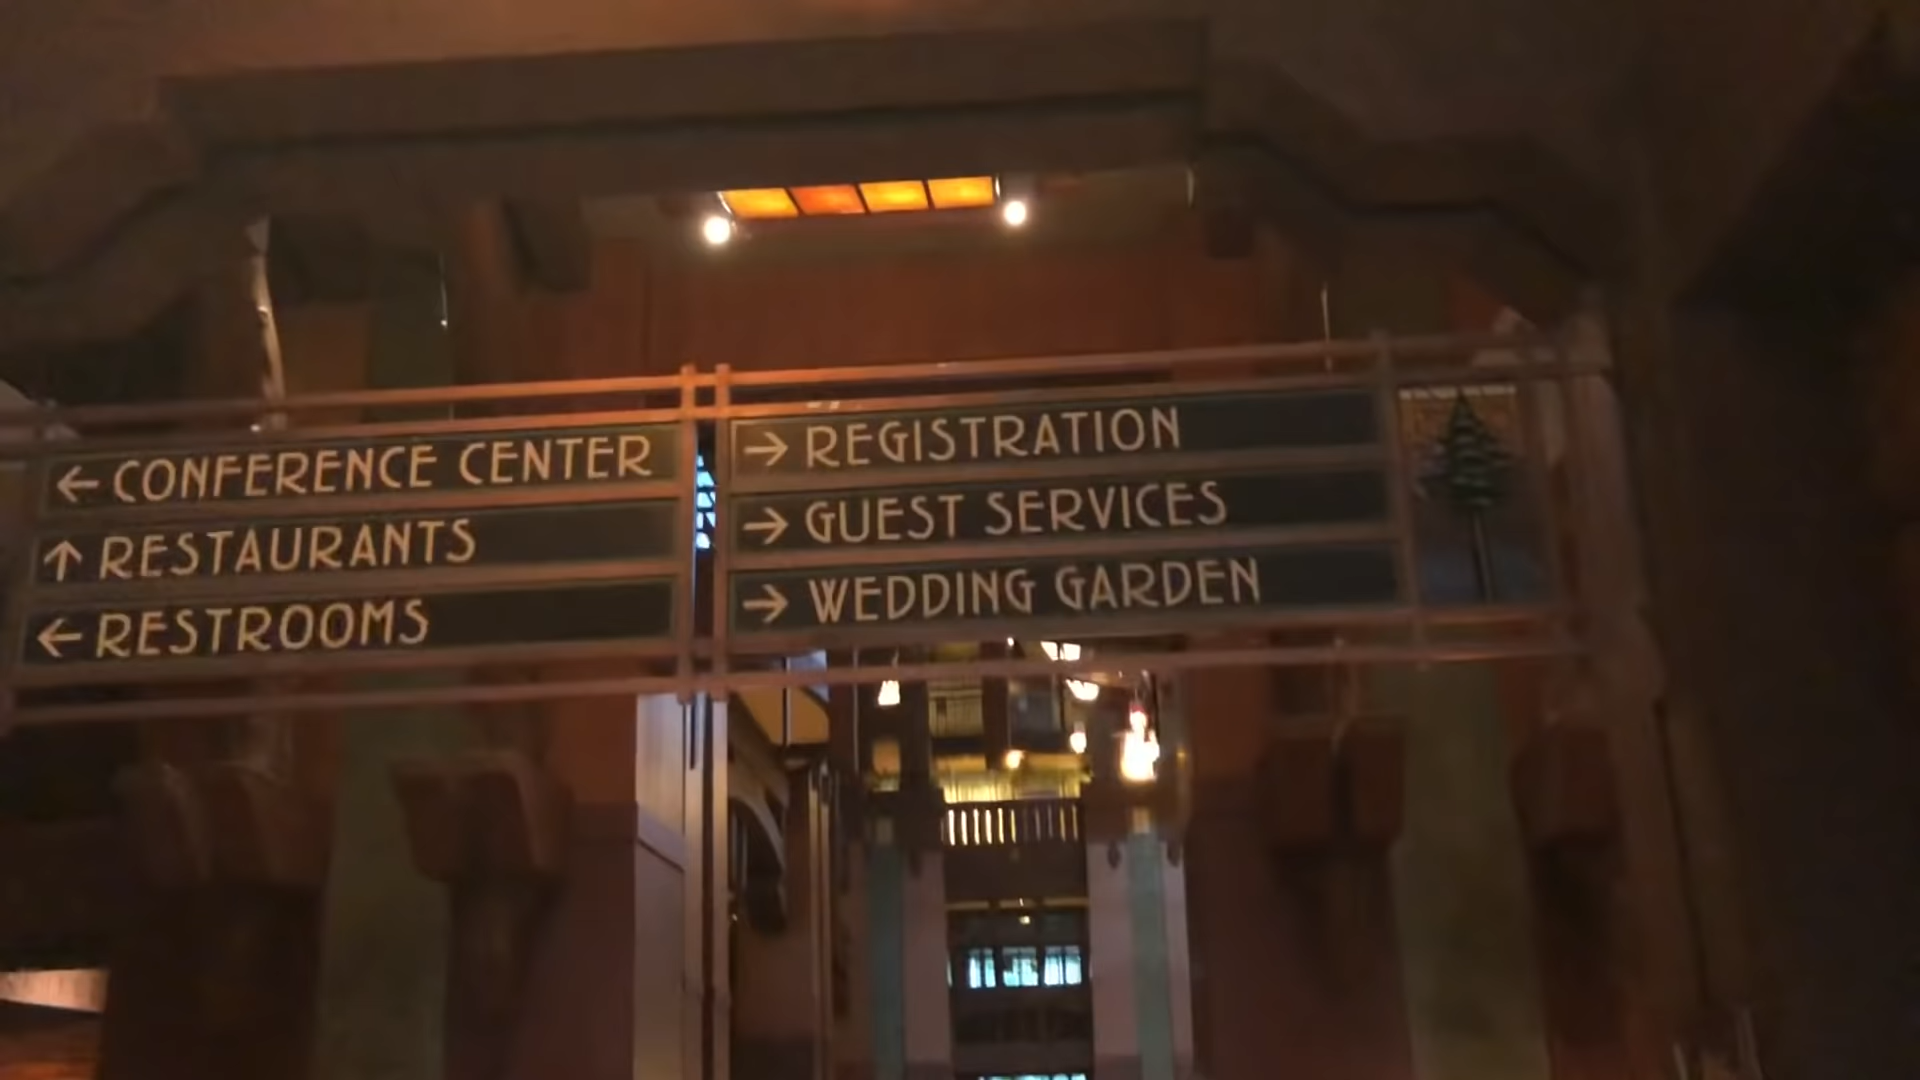 ← CONFERENCE CENTER
↑ RESTAURANTS
← RESTROOMS
→ REGISTRATION
→ GUEST SERVICES
→ WEDDING GARDEN